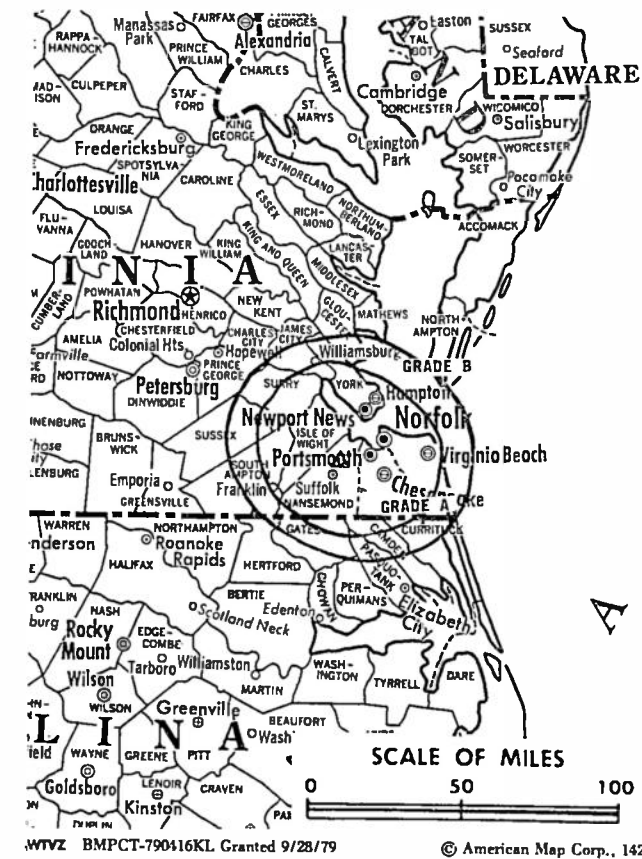 Manassas
Park
FAIRFAX
GEORGES
Alexandria
Easton
TAL
BOT
SUSSEX
Seaford
RAPPA-
HANNOCK
PRINCE
WILLIAM
CHARLES
CALVERT
DELAWARE
CULPEPER
STAF-
FORD
Cambridge
DORCHESTER
WICOMICO
Salisbury
ST.
MARYS
ORANGE
KING
GEORGE
Lexington
Park
WORCESTER
Fredericksburg
SOMER-
SET
SPOTSYLVA-
NIA
WESTMORELAND
Pocomoke
City
Charlottesville
CAROLINE
ESSEX
LOUISA
RICH-
MOND
NORTHUM-
BERLAND
FLU-
VANNA
ACCOMACK
GOOCH-
LAND
HANOVER
KING
WILLIAM
KING AND QUEEN
LANCAS-
TER
I N I A
MIDDLESEX
CUMBER-
LAND
POWHATAN
Richmond
HENRICO
NEW
KENT
GLOU-
CESTER
MATHEWS
NORTH-
AMPTON
CHESTERFIELD
CHARLES
CITY
JAMES
CITY
AMELIA
Colonial Hts.
Hopewell
Williamsburg
Farmville
PRINCE
GEORGE
GRADE B
NOTTOWAY
Petersburg
DINWIDDIE
SURRY
YORK
Hampton
Newport News
Norfolk
SUSSEX
ISLE OF
WIGHT
BRUNS-
WICK
Portsmouth
Virginia Beach
SOUTH
AMPTON
Emporia
Franklin
Suffolk
Chesapeake
GREENSVILLE
NANSEMOND
GRADE A
WARREN
NORTHAMPTON
GATES
CAMDEN
CURRITUCK
Roanoke
Rapids
PASQUO-
TANK
HALIFAX
HERTFORD
BERTIE
CHOWAN
PER-
QUIMANS
Elizabeth
City
NASH
Scotland Neck
Edenton
Rocky
Mount
EDGE-
COMBE
Tarboro
Williamston
WASH-
INGTON
TYRRELL
DARE
Wilson
WILSON
MARTIN
Greenville
BEAUFORT
L I N A
Wash
WAYNE
GREENE
PITT
Goldsboro
LENOIR
Kinston
CRAVEN
SCALE OF MILES
0 50 100
WTVZ BMPCT-790416KL Granted 9/28/79
© American Map Corp., 142